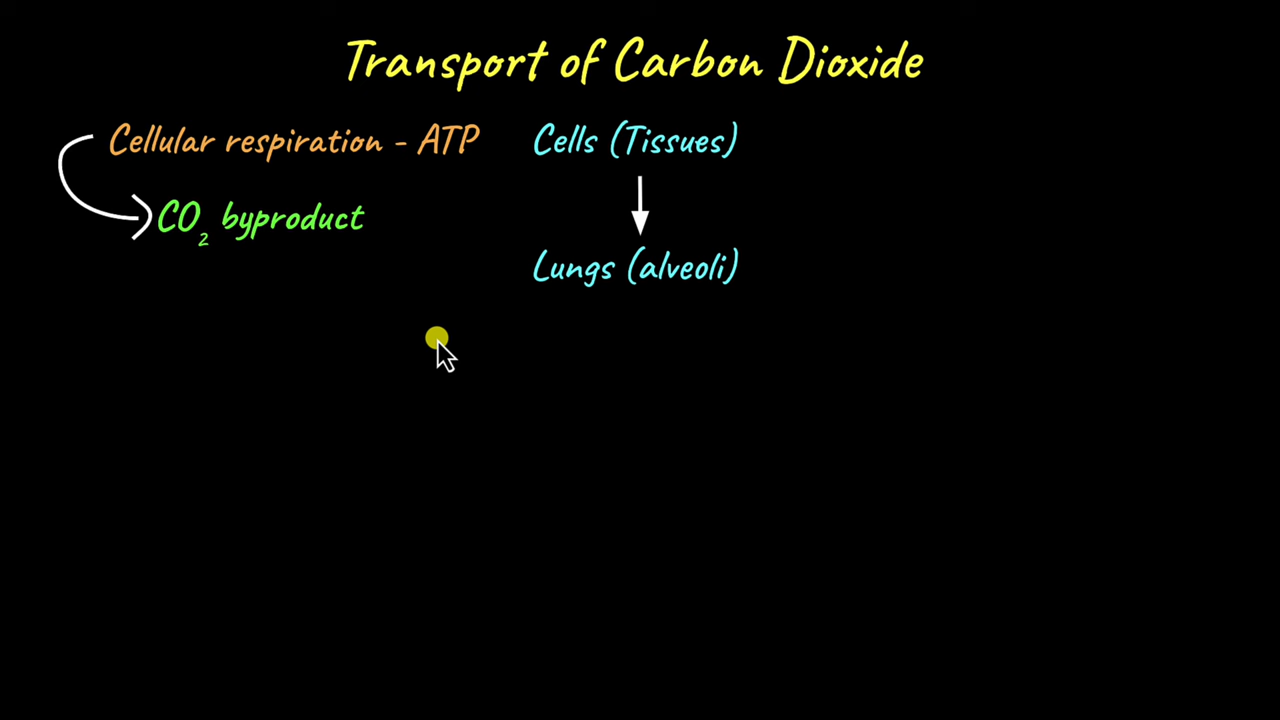 Transport of Carbon Dioxide
Cellular respiration - ATP
CO₂ byproduct
Cells (Tissues)
Lungs (alveoli)